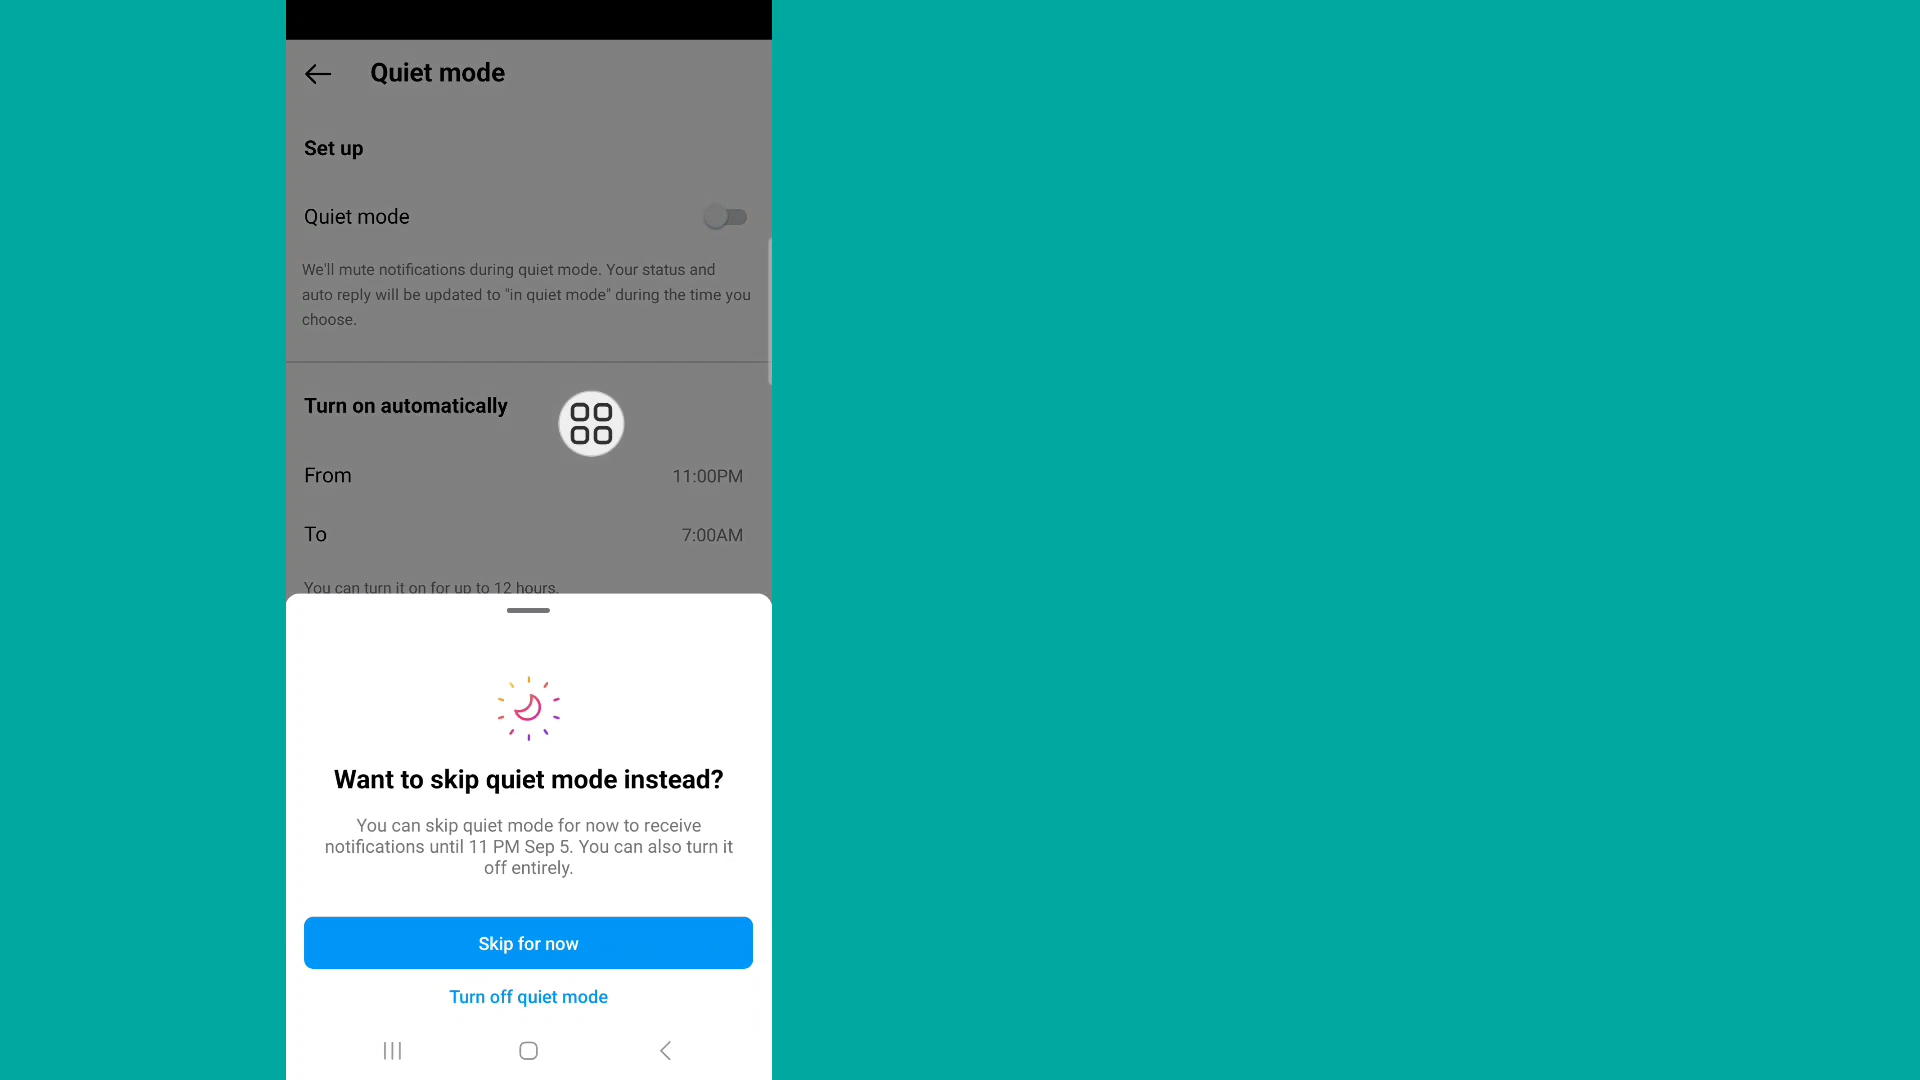 Quiet mode
Set up
Quiet mode
We'll mute notifications during quiet mode. Your status and
auto reply will be updated to "in quiet mode" during the time you
choose.
Turn on automatically
From 11:00PM
To 7:00AM
You can turn it on for up to 12 hours.
Want to skip quiet mode instead?
You can skip quiet mode for now to receive
notifications until 11 PM Sep 5. You can also turn it
off entirely.
Skip for now
Turn off quiet mode